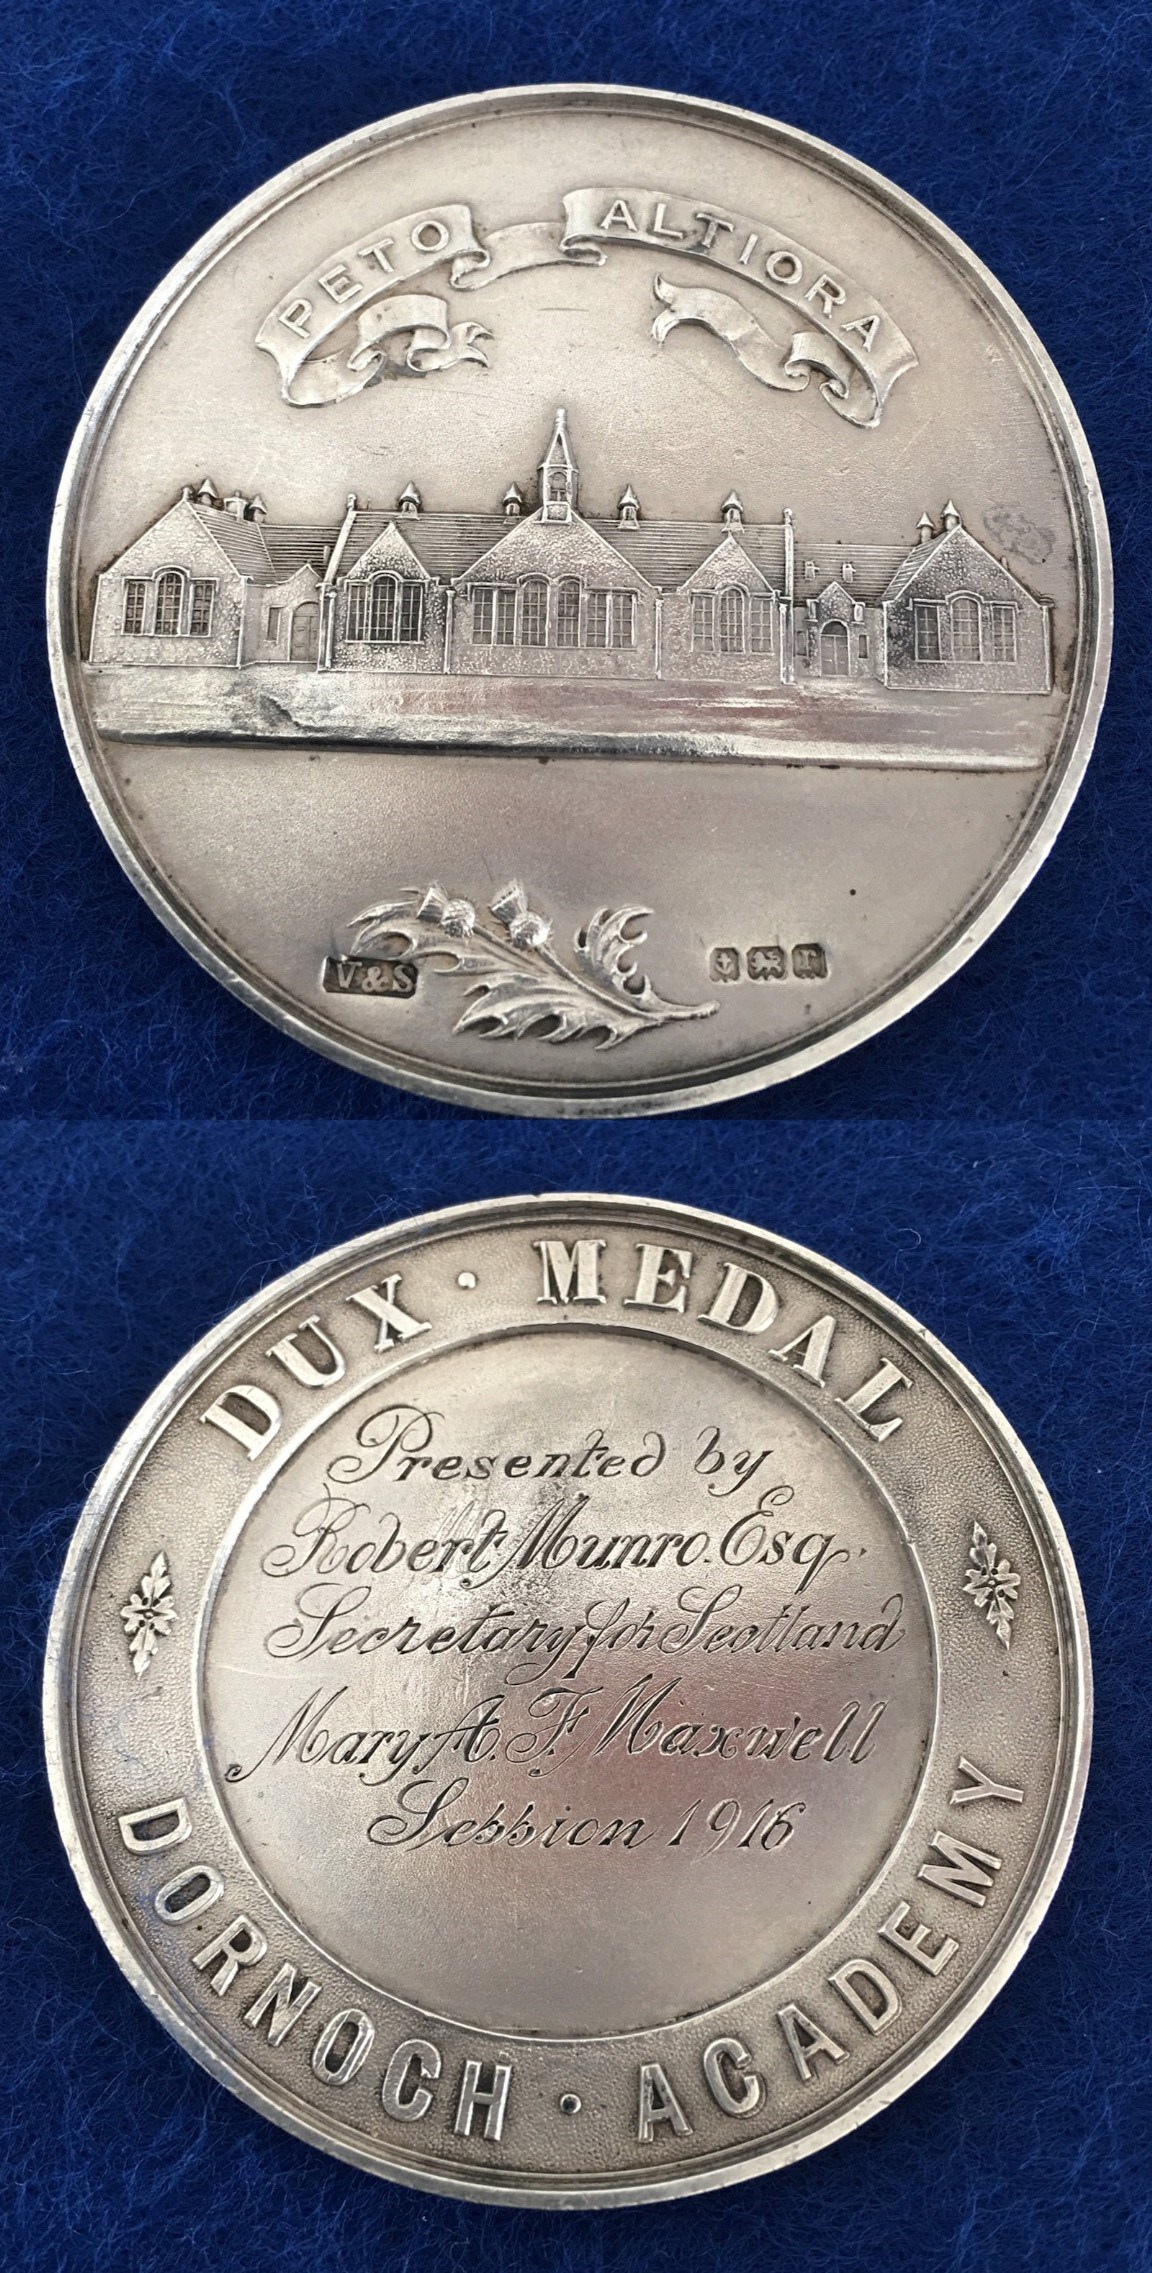 PETO ALTIORA
V&S
DUX · MEDAL
Presented by
Robert Munro. Esq.
Secretary for Scotland
Mary A. F. Maxwell
Session 1916
DORNOCH · ACADEMY